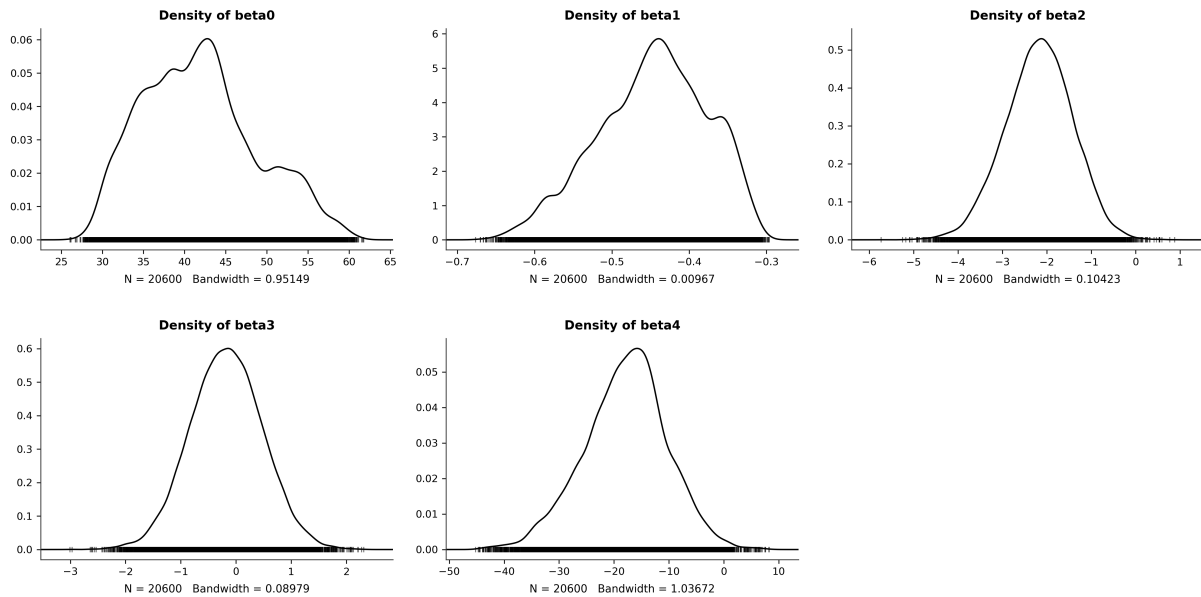 Density of beta0
0.06
0.05
0.04
0.03
0.02
0.01
0.00
25 30 35 40 45 50 55 60 65
N = 20600 Bandwidth = 0.95149
Density of beta1
6
5
4
3
2
1
0
−0.7 −0.6 −0.5 −0.4 −0.3
N = 20600 Bandwidth = 0.00967
Density of beta2
0.5
0.4
0.3
0.2
0.1
0.0
−6 −5 −4 −3 −2 −1 0 1
N = 20600 Bandwidth = 0.10423
Density of beta3
0.6
0.5
0.4
0.3
0.2
0.1
0.0
−3 −2 −1 0 1 2
N = 20600 Bandwidth = 0.08979
Density of beta4
0.05
0.04
0.03
0.02
0.01
0.00
−50 −40 −30 −20 −10 0 10
N = 20600 Bandwidth = 1.03672